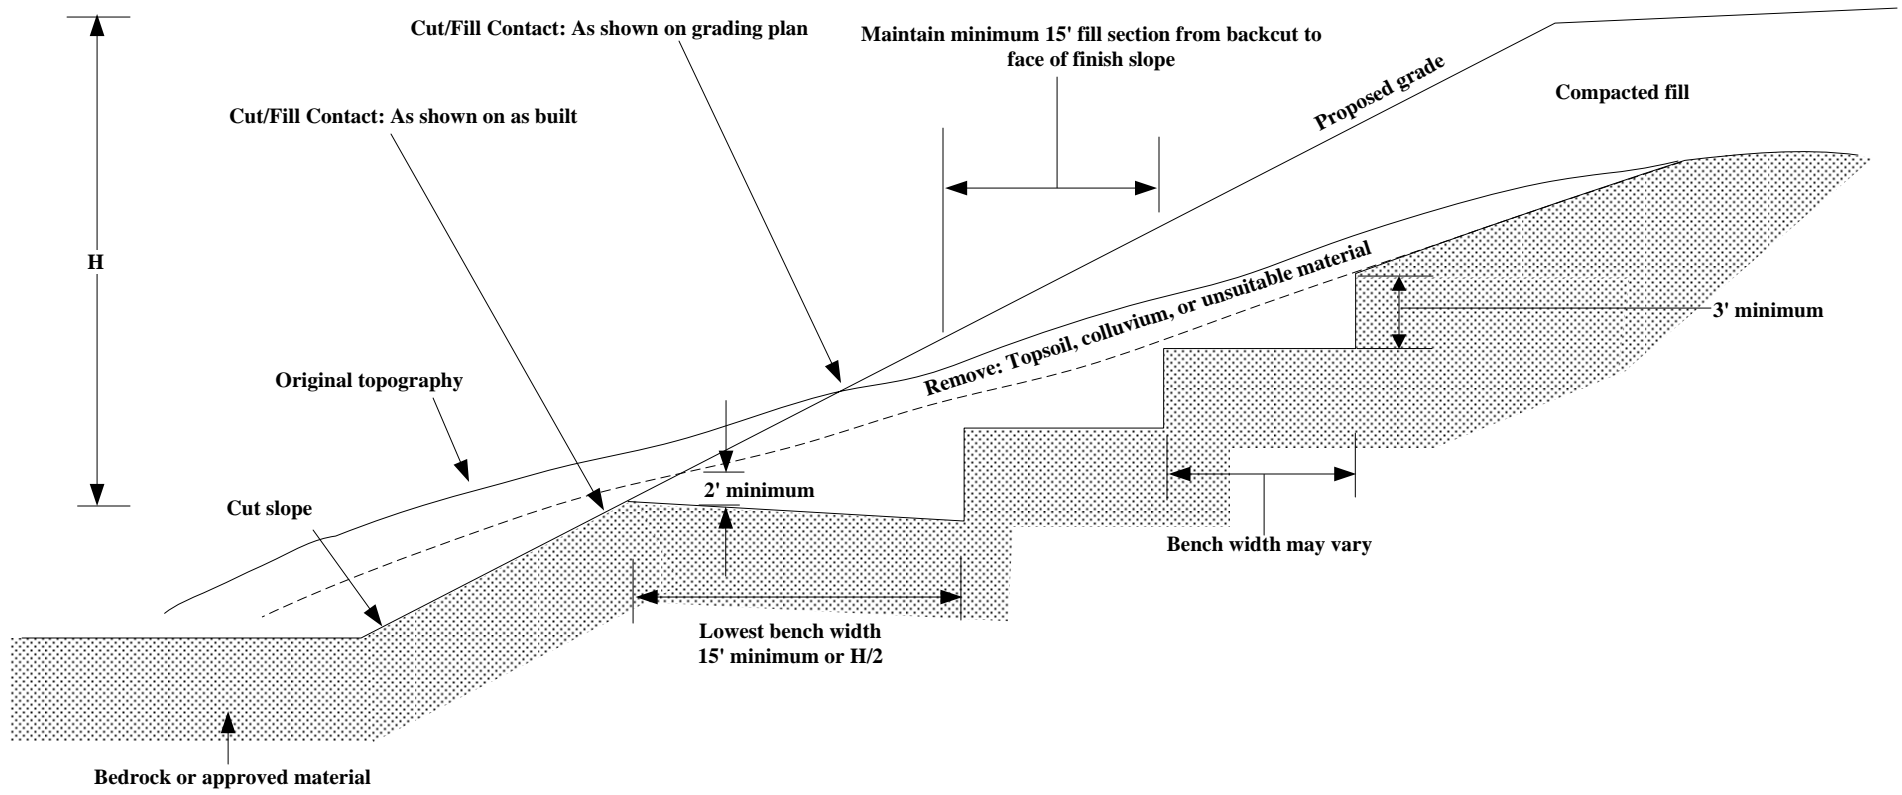 Cut/Fill Contact: As shown on grading plan
Maintain minimum 15' fill section from backcut to
face of finish slope
Proposed grade
Compacted fill
Cut/Fill Contact: As shown on as built
H
Remove: Topsoil, colluvium, or unsuitable material
3' minimum
Original topography
2' minimum
Cut slope
Bench width may vary
Lowest bench width
15' minimum or H/2
Bedrock or approved material